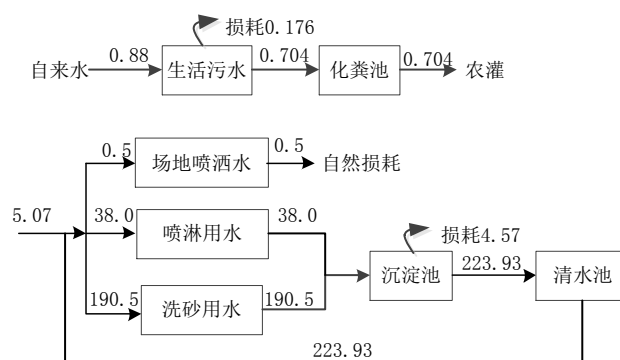 损耗0.176
自来水 0.88 生活污水 0.704 化粪池 0.704 农灌
0.5 场地喷洒水 0.5 自然损耗
5.07 38.0 喷淋用水 38.0 损耗4.57
沉淀池 223.93 清水池
190.5 洗砂用水 190.5
223.93